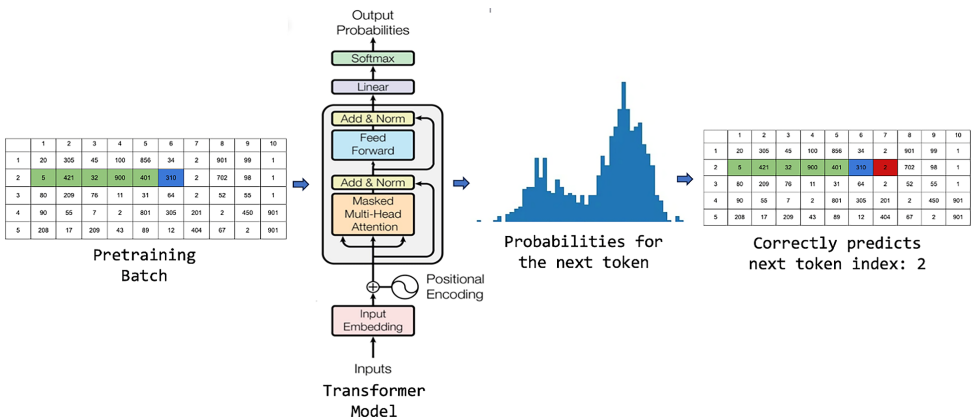 1 2 3 4 5 6 7 8 9 10
1 20 305 45 100 856 34 2 901 99 1
2 5 421 32 900 401 310 2 702 98 1
3 80 209 76 11 31 64 2 52 55 1
4 90 55 7 2 801 305 201 2 450 901
5 208 17 209 43 89 12 404 67 2 901
Pretraining
Batch
Output
Probabilities
Softmax
Linear
Add & Norm
Feed
Forward
Add & Norm
Masked
Multi-Head
Attention
Positional
Encoding
Input
Embedding
Inputs
Transformer
Model
Probabilities for
the next token
1 2 3 4 5 6 7 8 9 10
1 20 305 45 100 856 34 2 901 99 1
2 5 421 32 900 401 310 2 702 98 1
3 80 209 76 11 31 64 2 52 55 1
4 90 55 7 2 801 305 201 2 450 901
5 208 17 209 43 89 12 404 67 2 901
Correctly predicts
next token index: 2